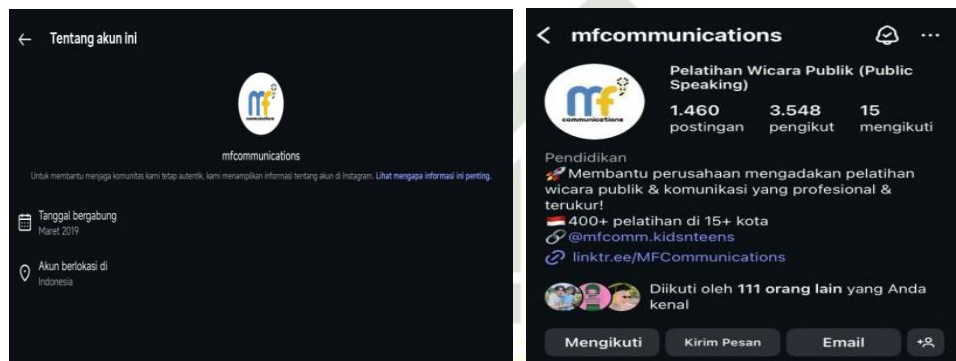 Tentang akun ini
mf
communications
mfcommunications
Untuk membantu menjaga komunitas kami tetap autentik, kami menampilkan informasi tentang akun di Instagram. Lihat mengapa informasi ini penting.
Tanggal bergabung
Maret 2019
Akun berlokasi di
Indonesia
mfcommunications
mf
communications
Pelatihan Wicara Publik (Public
Speaking)
1.460 3.548 15
postingan pengikut mengikuti
Pendidikan
🚀Membantu perusahaan mengadakan pelatihan
wicara publik & komunikasi yang profesional &
terukur!
🇮🇩400+ pelatihan di 15+ kota
🔗@mfcomm.kidsnteens
linktr.ee/MFCommunications
Diikuti oleh 111 orang lain yang Anda
kenal
Mengikuti Kirim Pesan Email